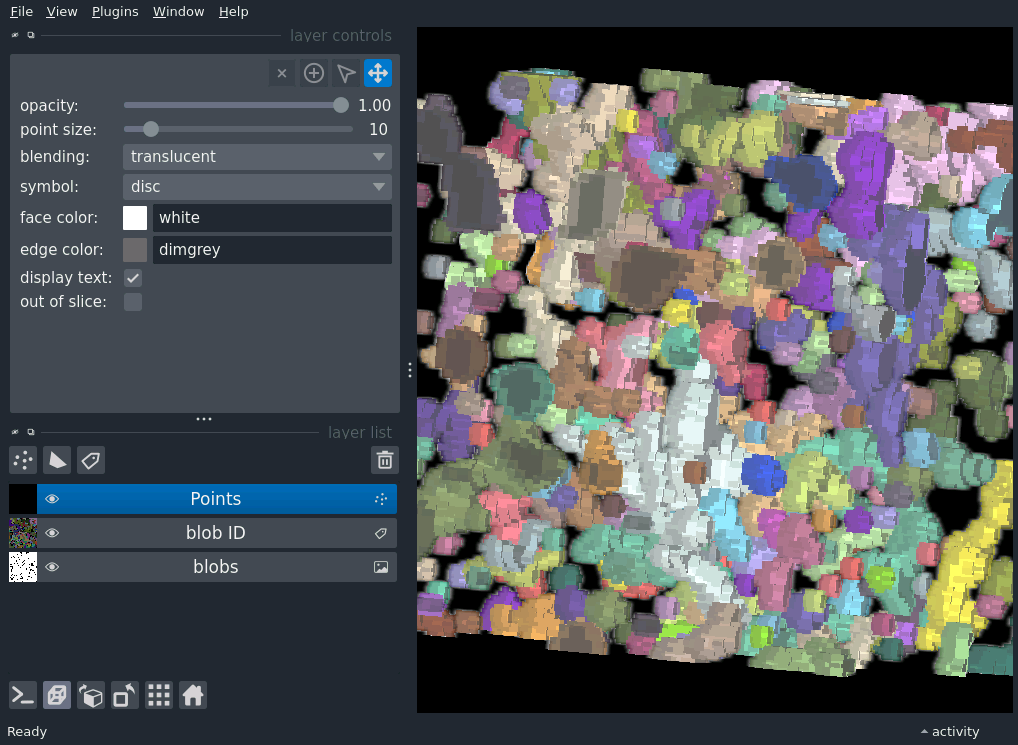 File View Plugins Window Help
layer controls
opacity: 1.00
point size: 10
blending: translucent
symbol: disc
face color: white
edge color: dimgrey
display text:
out of slice:
layer list
Points
blob ID
blobs
Ready activity